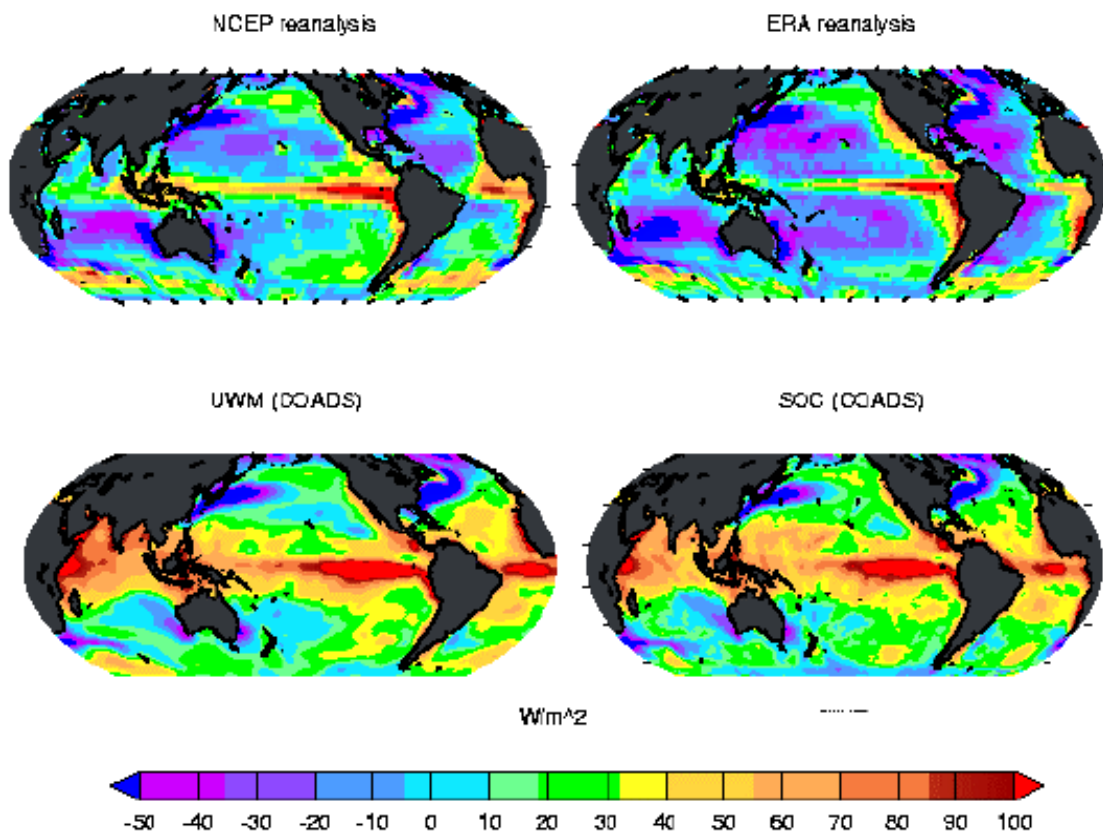 NCEP reanalysis
ERA reanalysis
UWM (COADS)
SOC (COADS)
W/m^2
-50 -40 -30 -20 -10 0 10 20 30 40 50 60 70 80 90 100